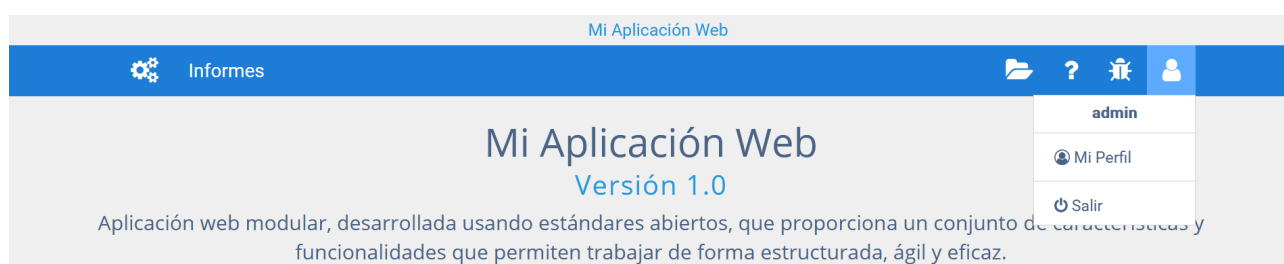 Mi Aplicación Web
Informes
?
admin
Mi Perfil
Salir
Mi Aplicación Web
Versión 1.0
Aplicación web modular, desarrollada usando estándares abiertos, que proporciona un conjunto de características y
funcionalidades que permiten trabajar de forma estructurada, ágil y eficaz.